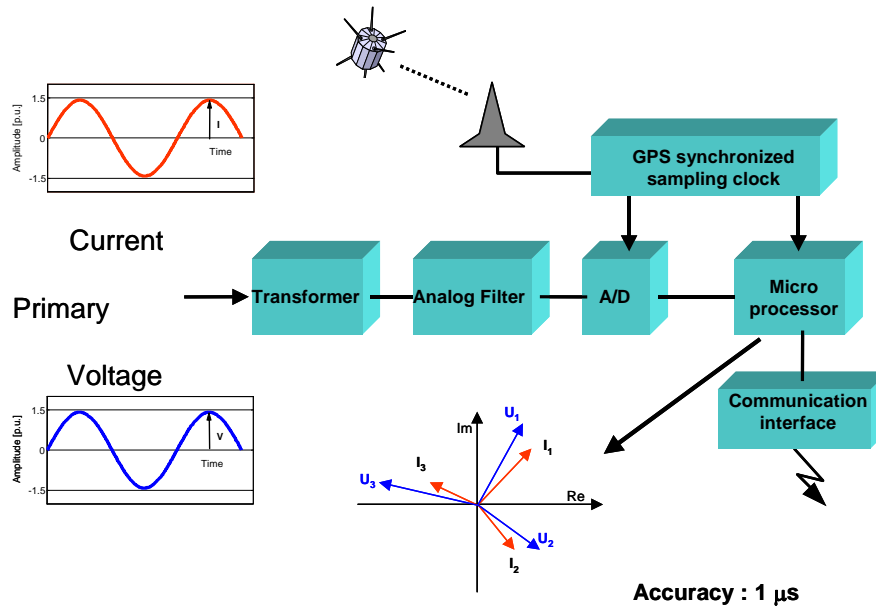 Amplitude [p.u.]
1.5
0
-1.5
I
Time
GPS synchronized
sampling clock
Current
Primary
Voltage
Transformer
Analog Filter
A/D
Micro
processor
Communication
interface
Amplitude [p.u.]
1.5
0
-1.5
V
Time
Im
Re
U1
I1
I3
U3
U2
I2
Accuracy : 1 μs